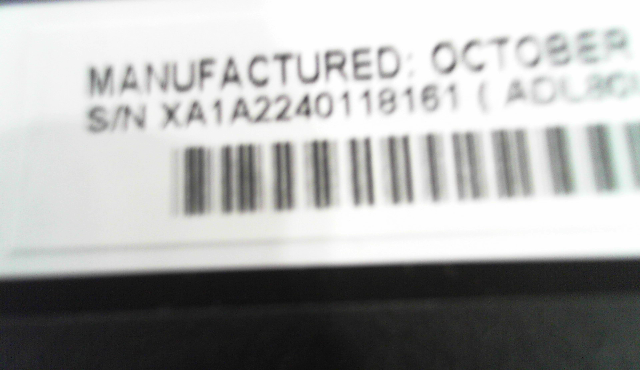 MANUFACTURED: OCTOBER
S/N XA1A2240118161 (